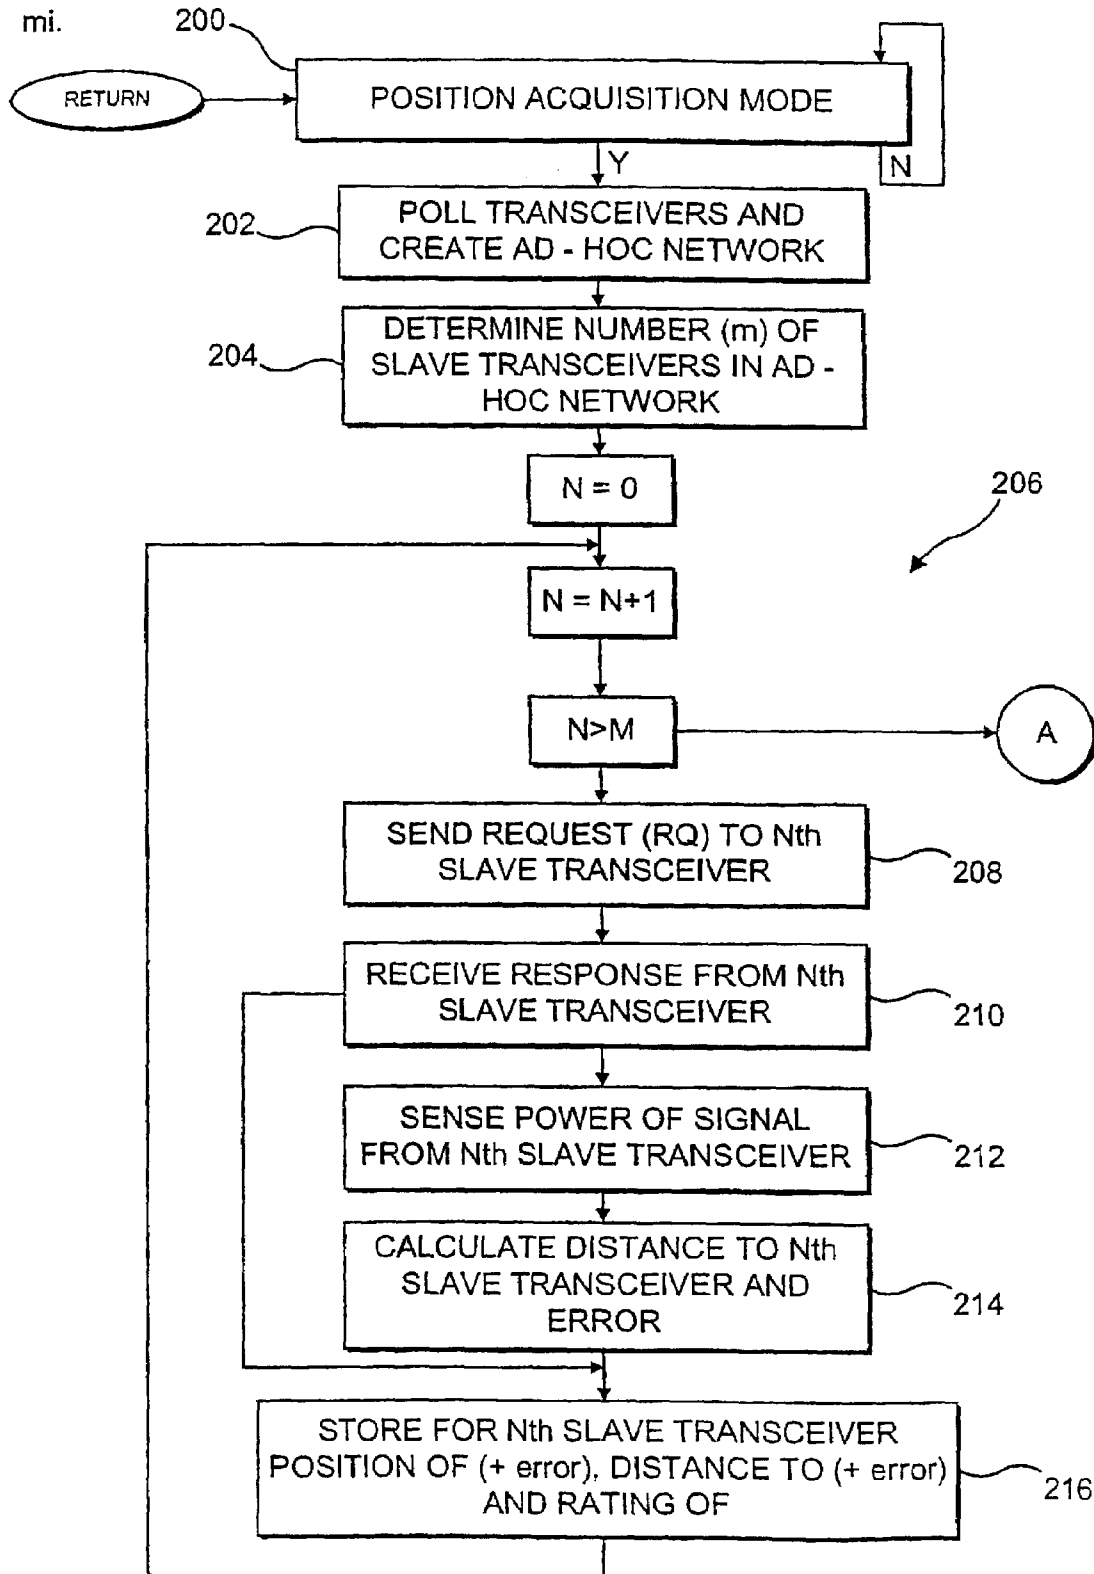 mi.
200
RETURN
POSITION ACQUISITION MODE
Y
N
202
POLL TRANSCEIVERS AND
CREATE AD - HOC NETWORK
204
DETERMINE NUMBER (m) OF
SLAVE TRANSCEIVERS IN AD -
HOC NETWORK
N = 0
206
N = N+1
N>M
A
SEND REQUEST (RQ) TO Nth
SLAVE TRANSCEIVER
208
RECEIVE RESPONSE FROM Nth
SLAVE TRANSCEIVER
210
SENSE POWER OF SIGNAL
FROM Nth SLAVE TRANSCEIVER
212
CALCULATE DISTANCE TO Nth
SLAVE TRANSCEIVER AND
ERROR
214
STORE FOR Nth SLAVE TRANSCEIVER
POSITION OF (+ error), DISTANCE TO (+ error)
AND RATING OF
216